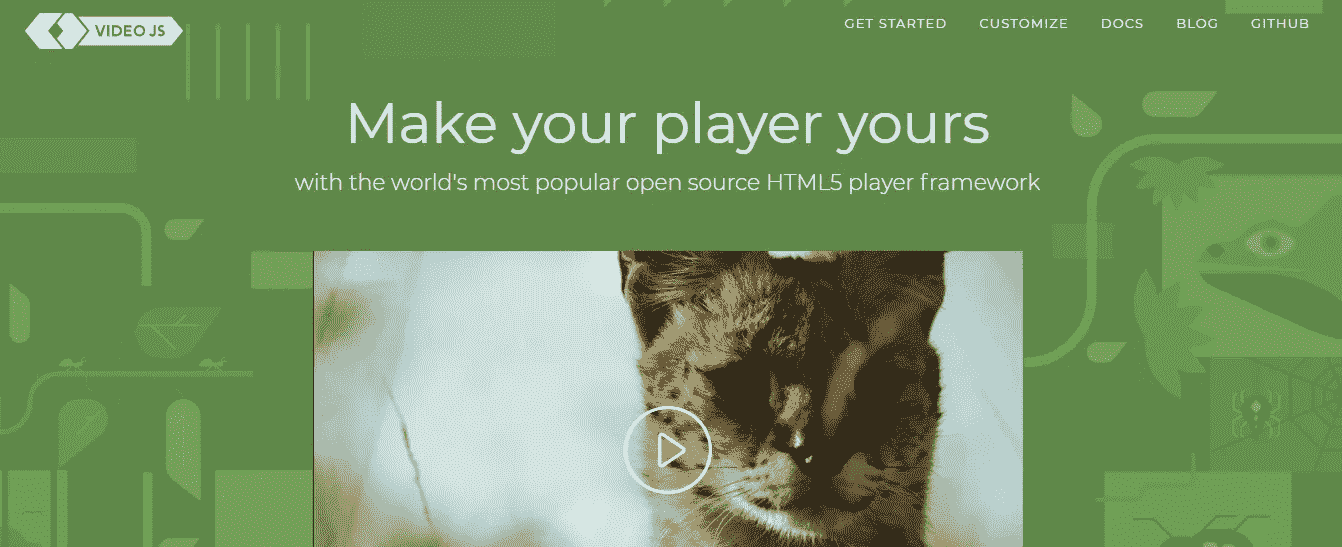 VIDEO JS
GET STARTED CUSTOMIZE DOCS BLOG GITHUB
Make your player yours
with the world's most popular open source HTML5 player framework